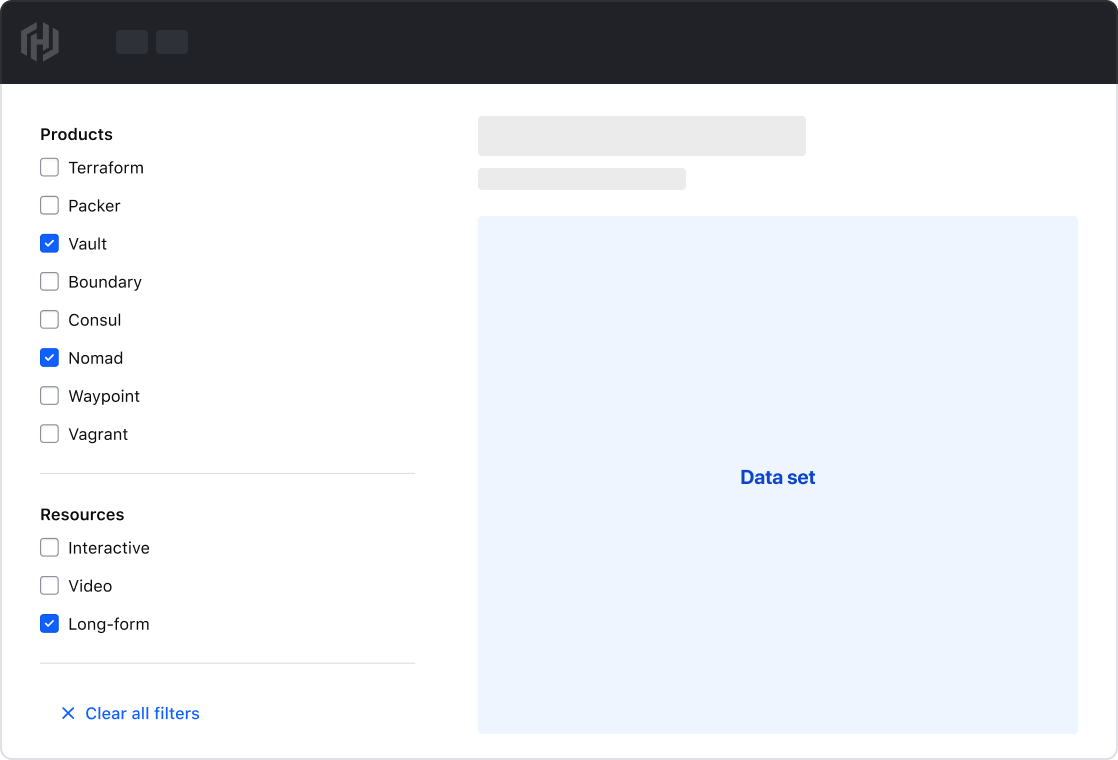 Products
Terraform
Packer
Vault
Boundary
Consul
Nomad
Waypoint
Vagrant
Resources
Interactive
Video
Long-form
Clear all filters
Data set